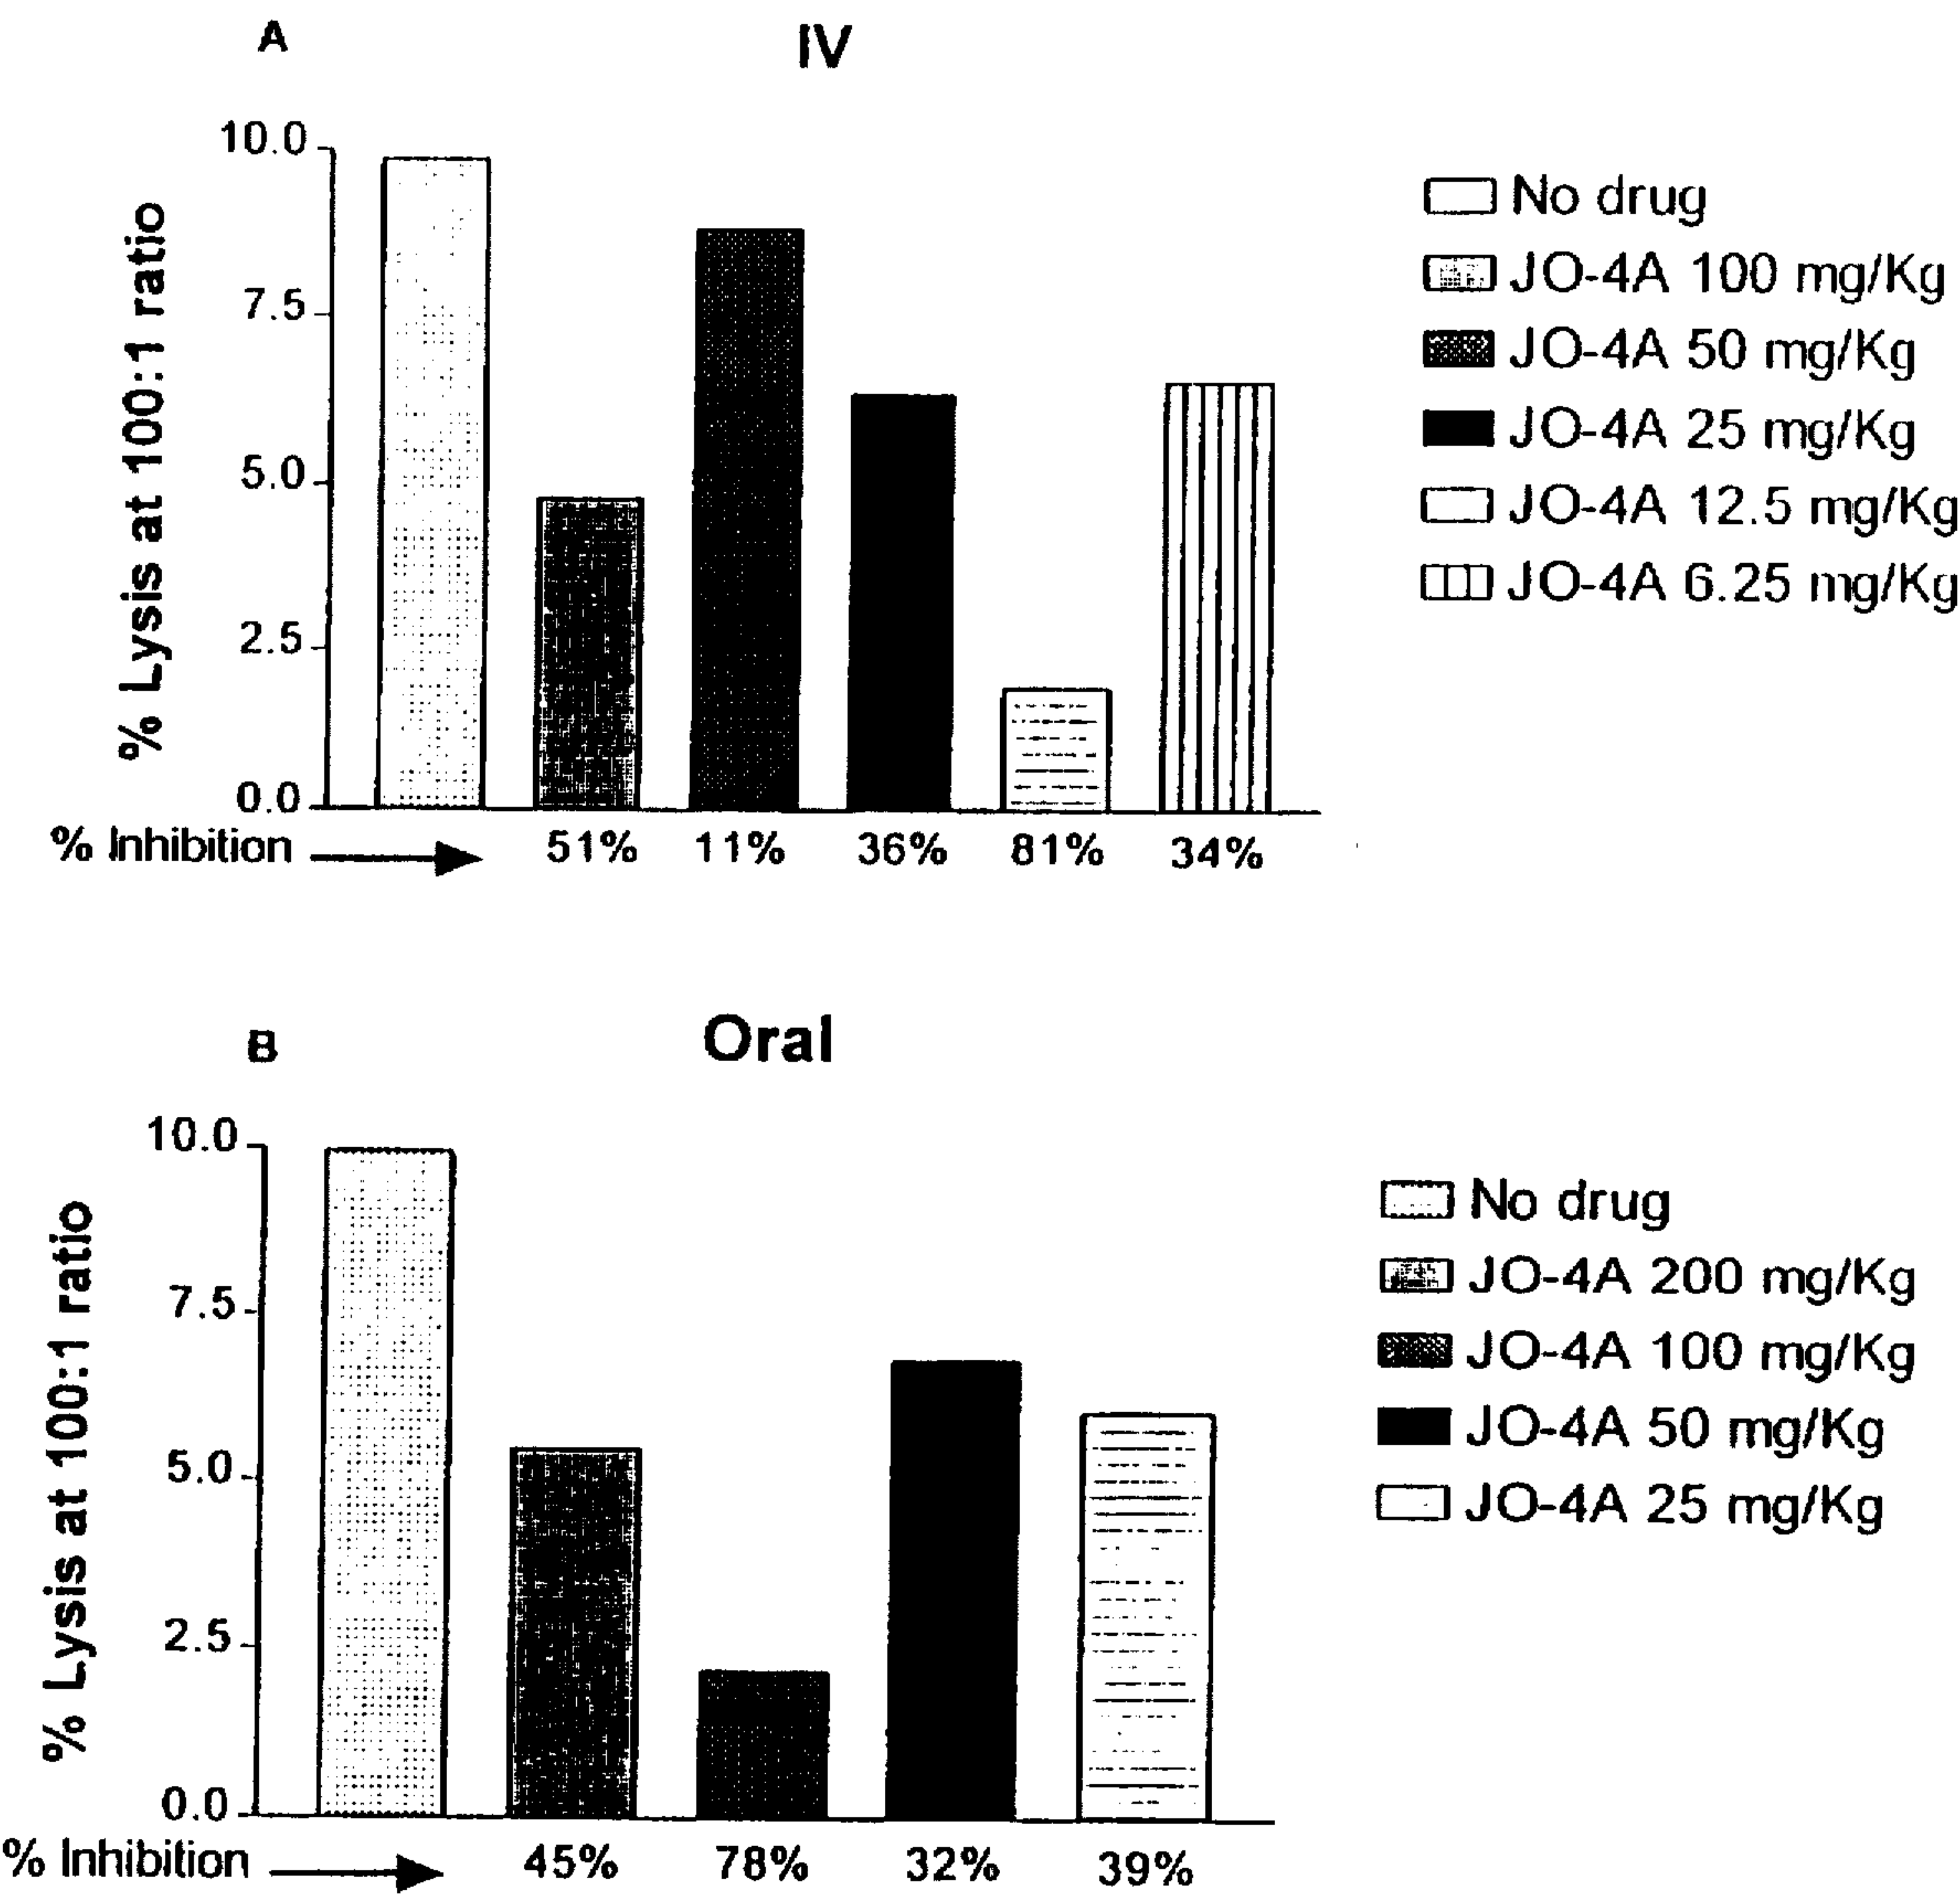 A
IV
% Lysis at 100:1 ratio
10.0
7.5
5.0
2.5
0.0
No drug
JO-4A 100 mg/Kg
JO-4A 50 mg/Kg
JO-4A 25 mg/Kg
JO-4A 12.5 mg/Kg
JO-4A 6.25 mg/Kg
% Inhibition 51% 11% 36% 81% 34%
B
Oral
% Lysis at 100:1 ratio
10.0
7.5
5.0
2.5
0.0
No drug
JO-4A 200 mg/Kg
JO-4A 100 mg/Kg
JO-4A 50 mg/Kg
JO-4A 25 mg/Kg
% Inhibition 45% 78% 32% 39%